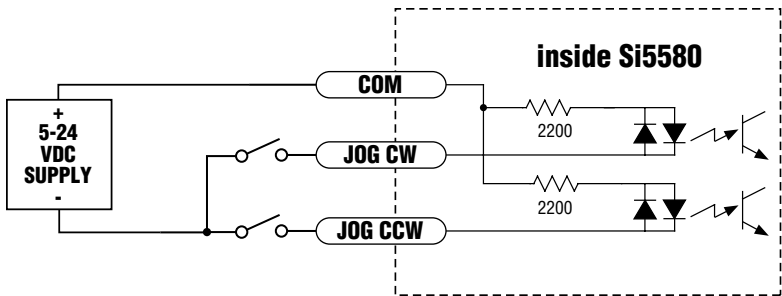 inside Si5580
COM
+
5-24
VDC
SUPPLY
-
2200
JOG CW
2200
JOG CCW